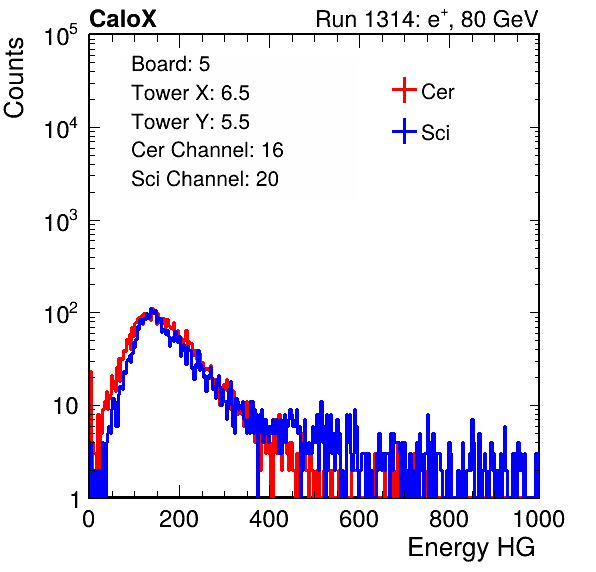 CaloX Run 1314: e⁺, 80 GeV
Counts
Board: 5
Tower X: 6.5
Tower Y: 5.5
Cer Channel: 16
Sci Channel: 20
Cer
Sci
10⁵
10⁴
10³
10²
10
1
0 200 400 600 800 1000
Energy HG